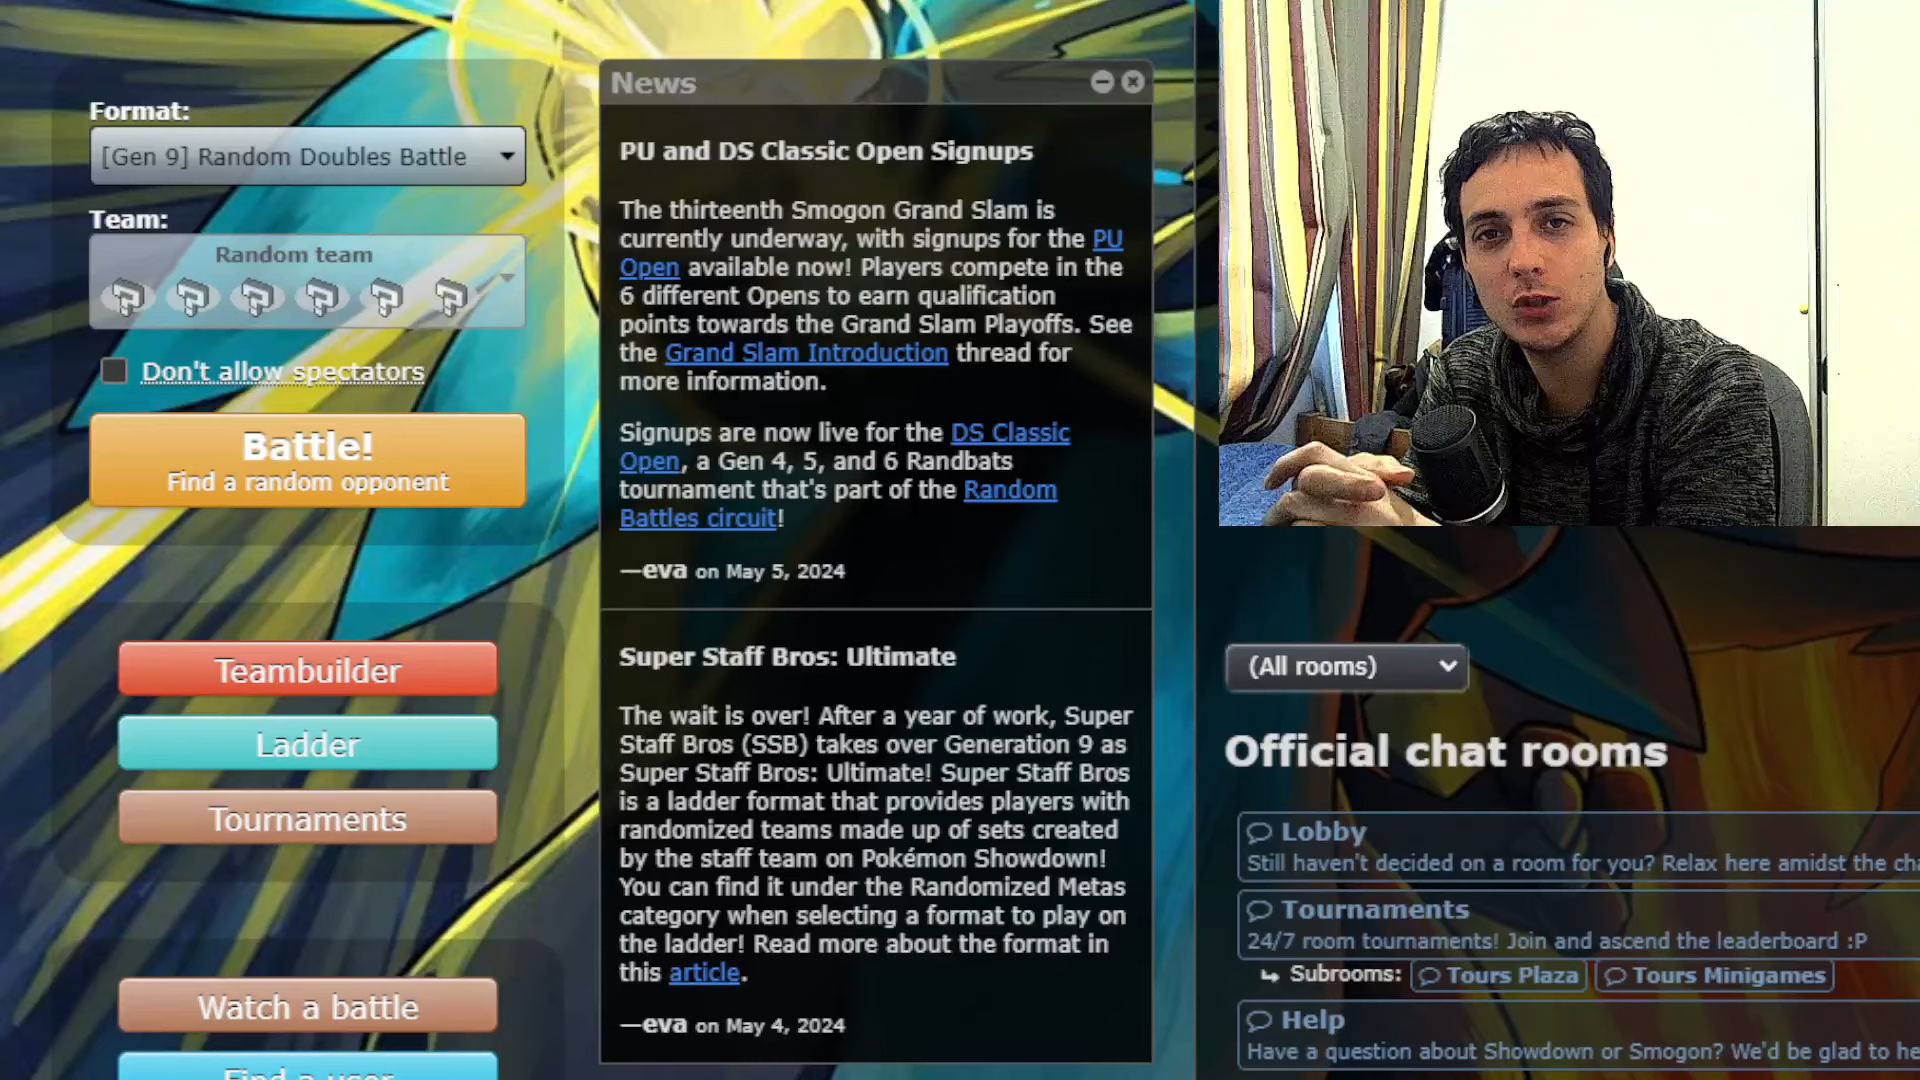 Format:
[Gen 9] Random Doubles Battle
Team:
Random team
Don't allow spectators
Battle!
Find a random opponent
Teambuilder
Ladder
Tournaments
Watch a battle
Find a user
News
PU and DS Classic Open Signups
The thirteenth Smogon Grand Slam is
currently underway, with signups for the PU
Open available now! Players compete in the
6 different Opens to earn qualification
points towards the Grand Slam Playoffs. See
the Grand Slam Introduction thread for
more information.
Signups are now live for the DS Classic
Open, a Gen 4, 5, and 6 Randbats
tournament that's part of the Random
Battles circuit!
—eva on May 5, 2024
Super Staff Bros: Ultimate
The wait is over! After a year of work, Super
Staff Bros (SSB) takes over Generation 9 as
Super Staff Bros: Ultimate! Super Staff Bros
is a ladder format that provides players with
randomized teams made up of sets created
by the staff team on Pokémon Showdown!
You can find it under the Randomized Metas
category when selecting a format to play on
the ladder! Read more about the format in
this article.
—eva on May 4, 2024
(All rooms)
Official chat rooms
Lobby
Still haven't decided on a room for you? Relax here amidst the cha
Tournaments
24/7 room tournaments! Join and ascend the leaderboard :P
Subrooms: Tours Plaza Tours Minigames
Help
Have a question about Showdown or Smogon? We'd be glad to he